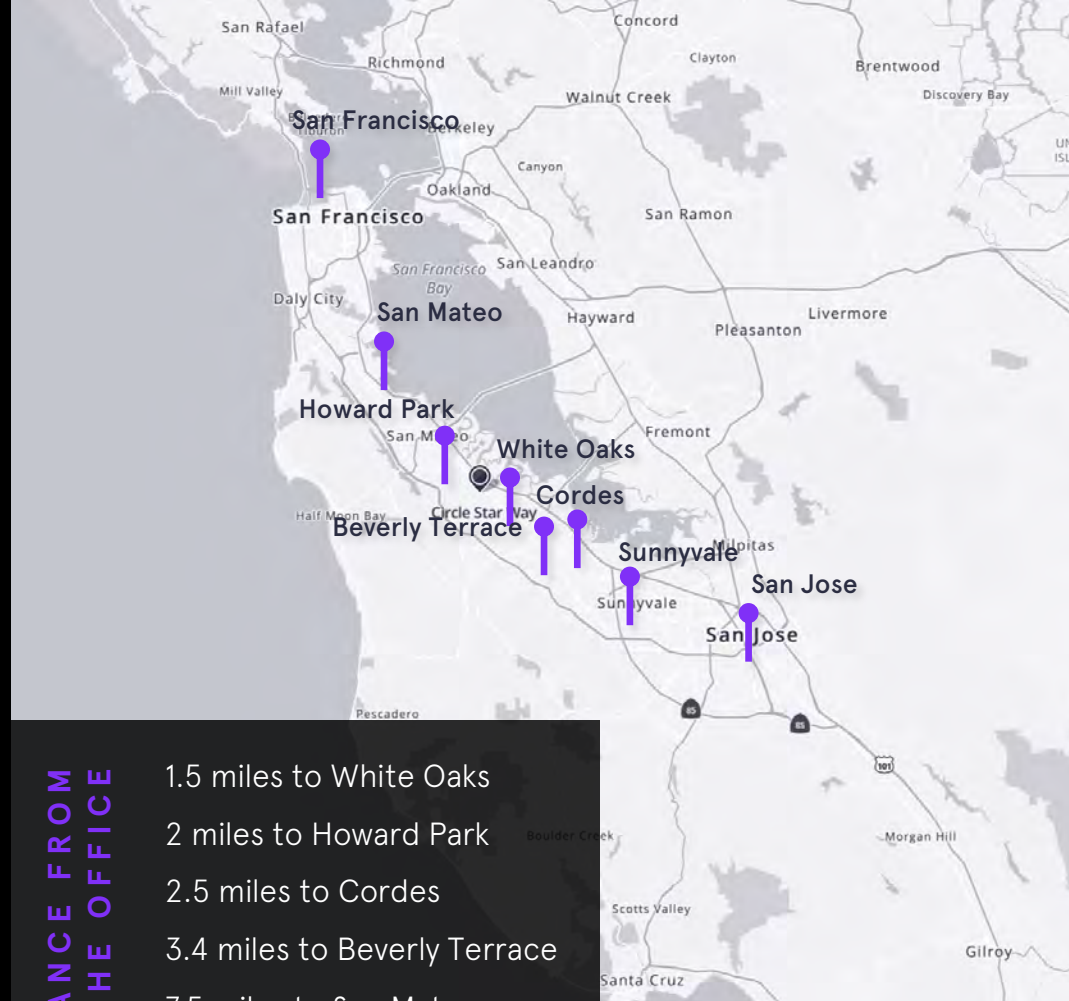 San Rafael
Concord
Richmond
Clayton
Brentwood
Mill Valley
Walnut Creek
Discovery Bay
San Francisco
Tiburon
Berkeley
Canyon
Oakland
San Francisco
San Ramon
San Francisco
Bay
San Leandro
Daly City
San Mateo
Hayward
Livermore
Pleasanton
Howard Park
San Mateo
Fremont
White Oaks
Cordes
Half Moon Bay
Circle Star Way
Beverly Terrace
Milpitas
Sunnyvale
San Jose
Sunnyvale
San Jose
85
85
Pescadero
101
1.5 miles to White Oaks
2 miles to Howard Park
2.5 miles to Cordes
3.4 miles to Beverly Terrace
FROM
OFFICE
Boulder Creek
Morgan Hill
Scotts Valley
Gilroy
Santa Cruz